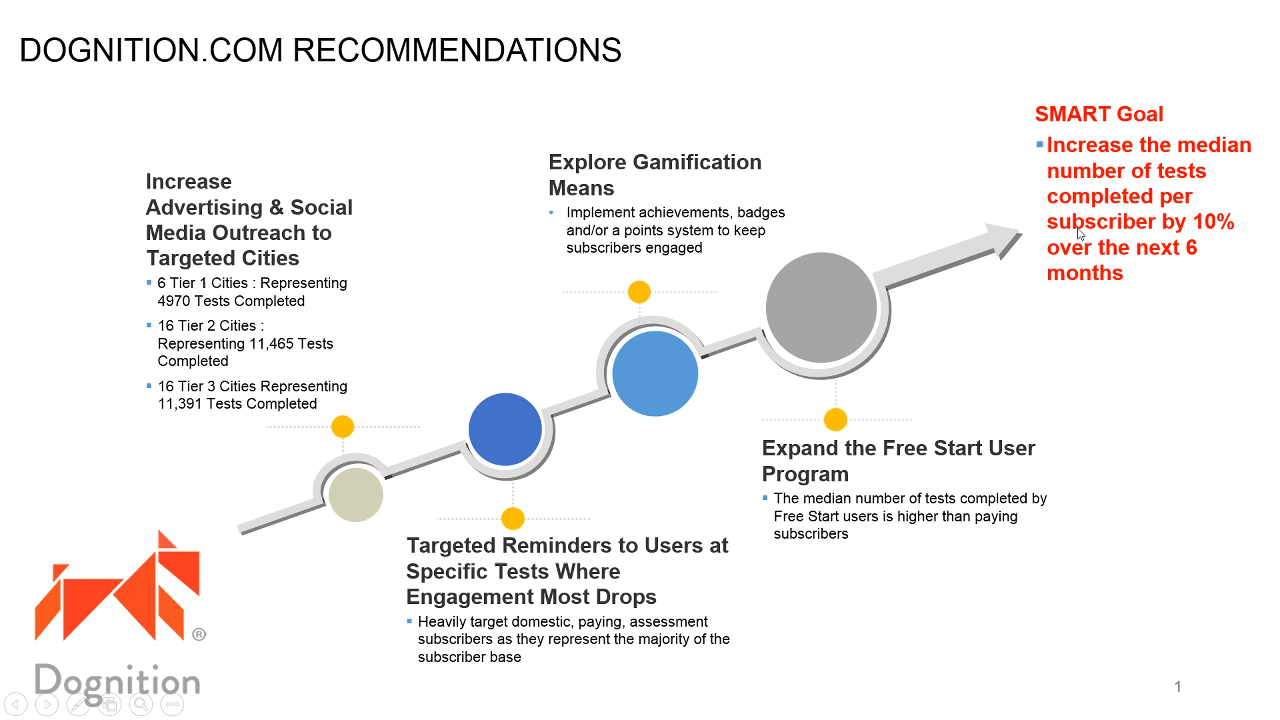 DOGNITION.COM RECOMMENDATIONS
SMART Goal
Increase the median
number of tests
completed per
subscriber by 10%
over the next 6
months
Increase
Advertising & Social
Media Outreach to
Targeted Cities
6 Tier 1 Cities : Representing
4970 Tests Completed
16 Tier 2 Cities :
Representing 11,465 Tests
Completed
16 Tier 3 Cities Representing
11,391 Tests Completed
Explore Gamification
Means
Implement achievements, badges
and/or a points system to keep
subscribers engaged
Targeted Reminders to Users at
Specific Tests Where
Engagement Most Drops
Heavily target domestic, paying, assessment
subscribers as they represent the majority of the
subscriber base
Expand the Free Start User
Program
The median number of tests completed by
Free Start users is higher than paying
subscribers
®
Dognition
1